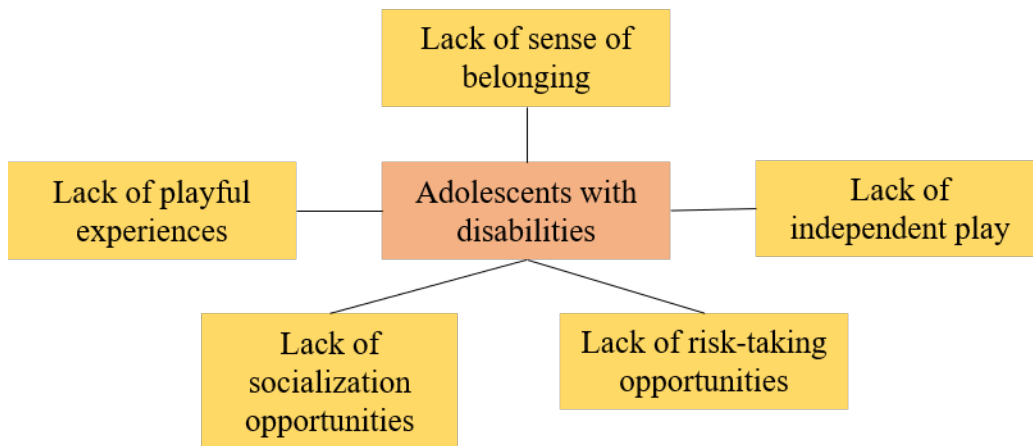 Lack of sense of
belonging
Lack of playful
experiences
Adolescents with
disabilities
Lack of
independent play
Lack of
socialization
opportunities
Lack of risk-taking
opportunities